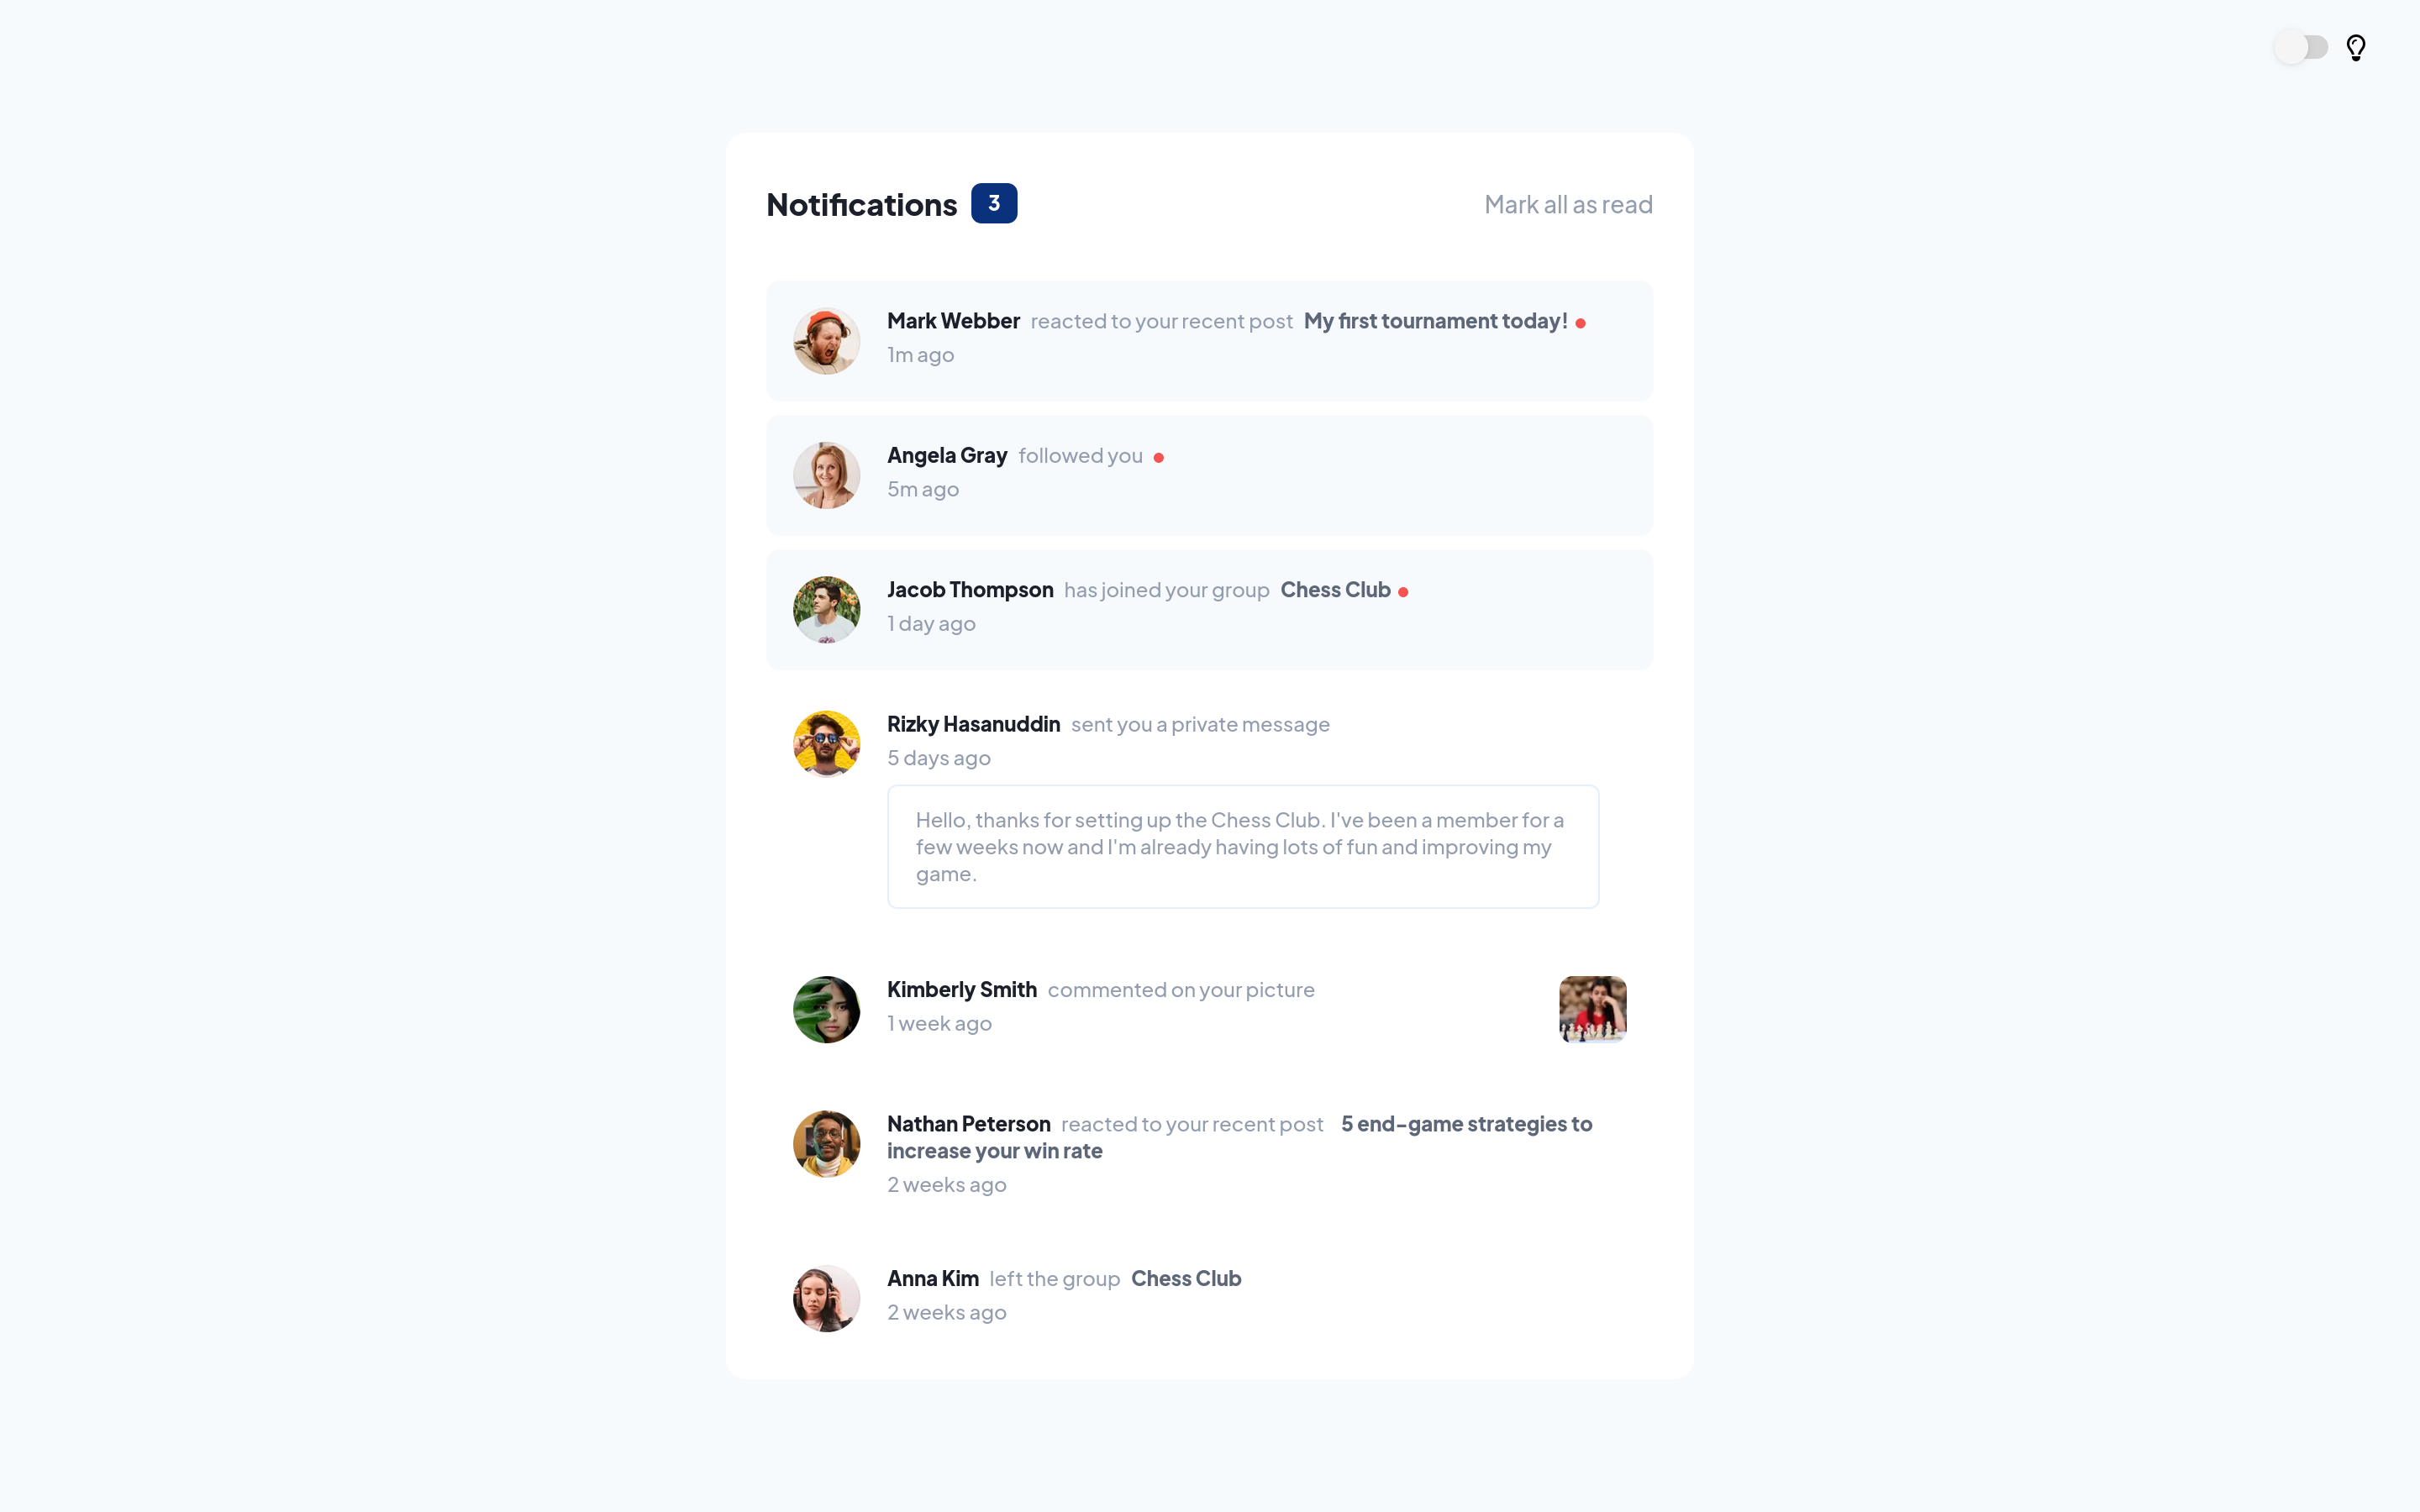 Notifications 3 Mark all as read
Mark Webber reacted to your recent post My first tournament today!
1m ago
Angela Gray followed you
5m ago
Jacob Thompson has joined your group Chess Club
1 day ago
Rizky Hasanuddin sent you a private message
5 days ago
Hello, thanks for setting up the Chess Club. I've been a member for a
few weeks now and I'm already having lots of fun and improving my
game.
Kimberly Smith commented on your picture
1 week ago
Nathan Peterson reacted to your recent post 5 end-game strategies to
increase your win rate
2 weeks ago
Anna Kim left the group Chess Club
2 weeks ago